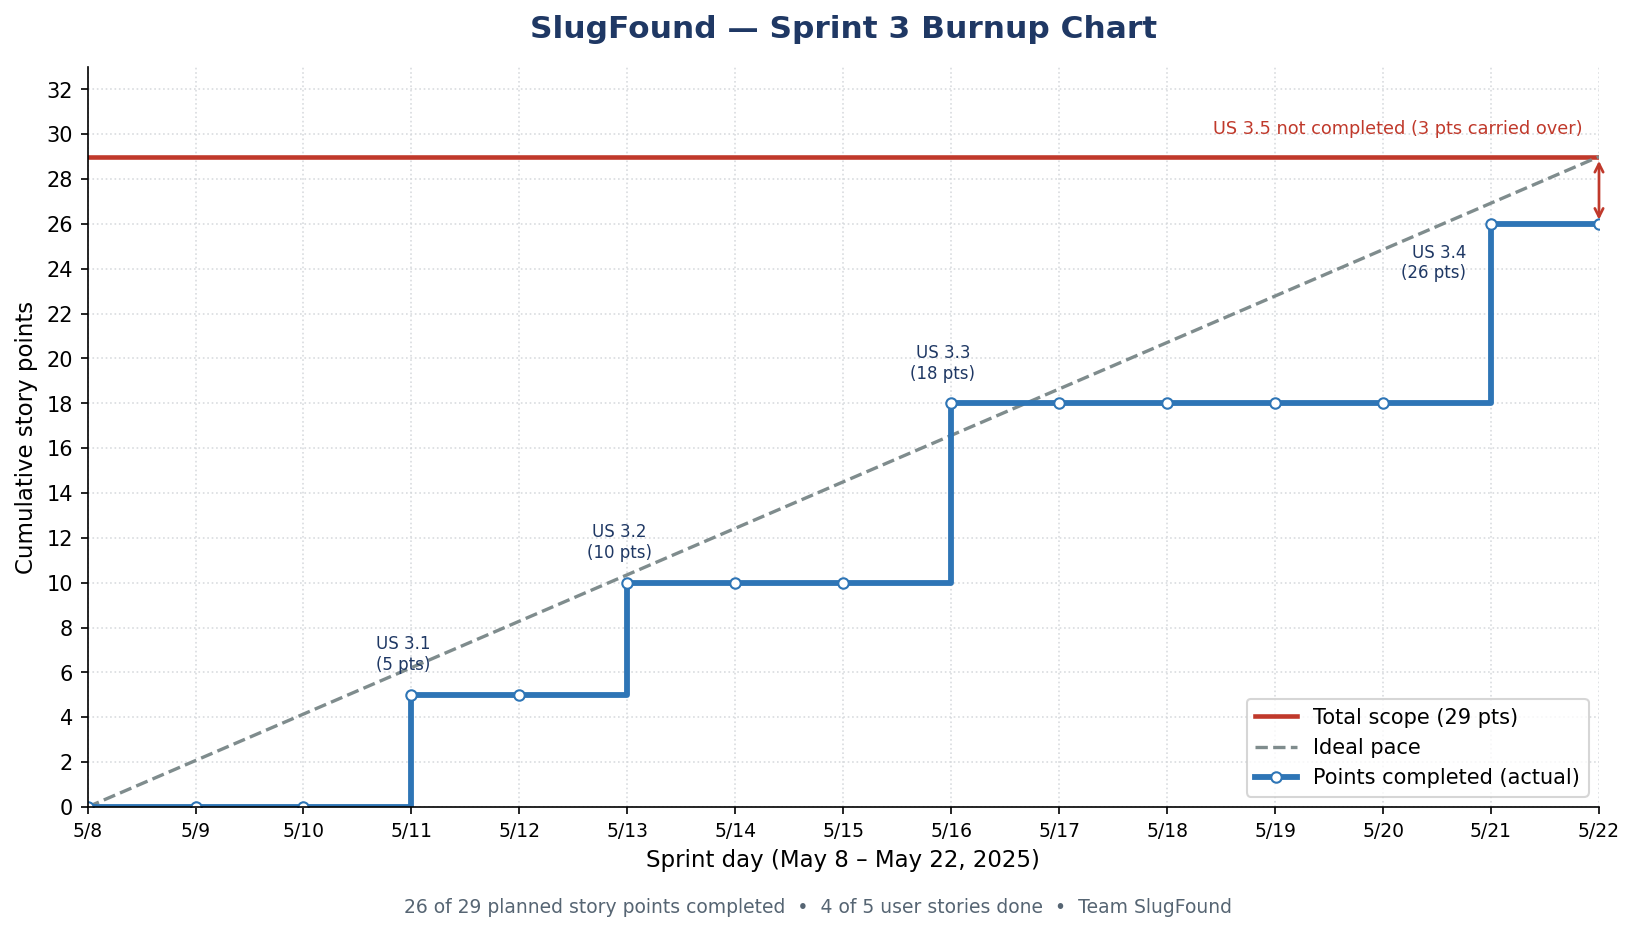 SlugFound — Sprint 3 Burnup Chart
Cumulative story points
32
30
28
26
24
22
20
18
16
14
12
10
8
6
4
2
0
US 3.5 not completed (3 pts carried over)
US 3.4
(26 pts)
US 3.3
(18 pts)
US 3.2
(10 pts)
US 3.1
(5 pts)
Total scope (29 pts)
Ideal pace
Points completed (actual)
5/8 5/9 5/10 5/11 5/12 5/13 5/14 5/15 5/16 5/17 5/18 5/19 5/20 5/21 5/22
Sprint day (May 8 – May 22, 2025)
26 of 29 planned story points completed • 4 of 5 user stories done • Team SlugFound